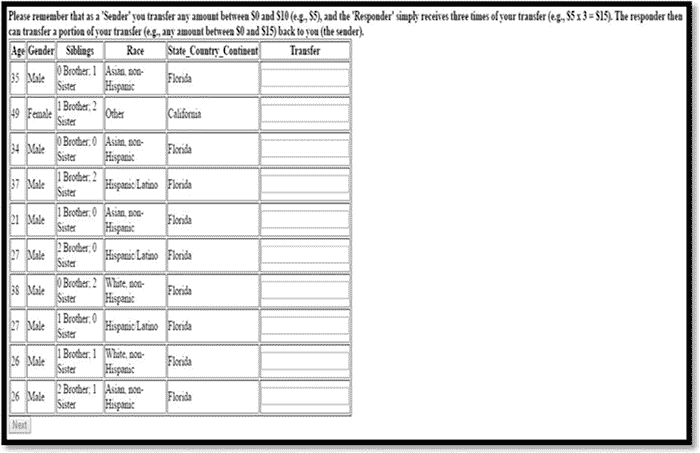 Please remember that as a 'Sender' you transfer any amount between $0 and $10 (e.g., $5), and the 'Responder' simply receives three times of your transfer (e.g., $5 x 3 = $15). The responder then
can transfer a portion of your transfer (e.g., any amount between $0 and $15) back to you (the sender).
Age Gender Siblings Race State_Country_Continent Transfer
35 Male 0 Brother; 1 Sister Asian, non-Hispanic Florida
49 Female 1 Brother; 2 Sister Other California
34 Male 0 Brother; 0 Sister Asian, non-Hispanic Florida
37 Male 1 Brother; 2 Sister Hispanic/Latino Florida
21 Male 1 Brother; 0 Sister Asian, non-Hispanic Florida
27 Male 2 Brother; 0 Sister Hispanic/Latino Florida
38 Male 0 Brother; 2 Sister White, non-Hispanic Florida
27 Male 1 Brother; 0 Sister Hispanic/Latino Florida
26 Male 1 Brother; 1 Sister White, non-Hispanic Florida
26 Male 2 Brother; 1 Sister Asian, non-Hispanic Florida
Next